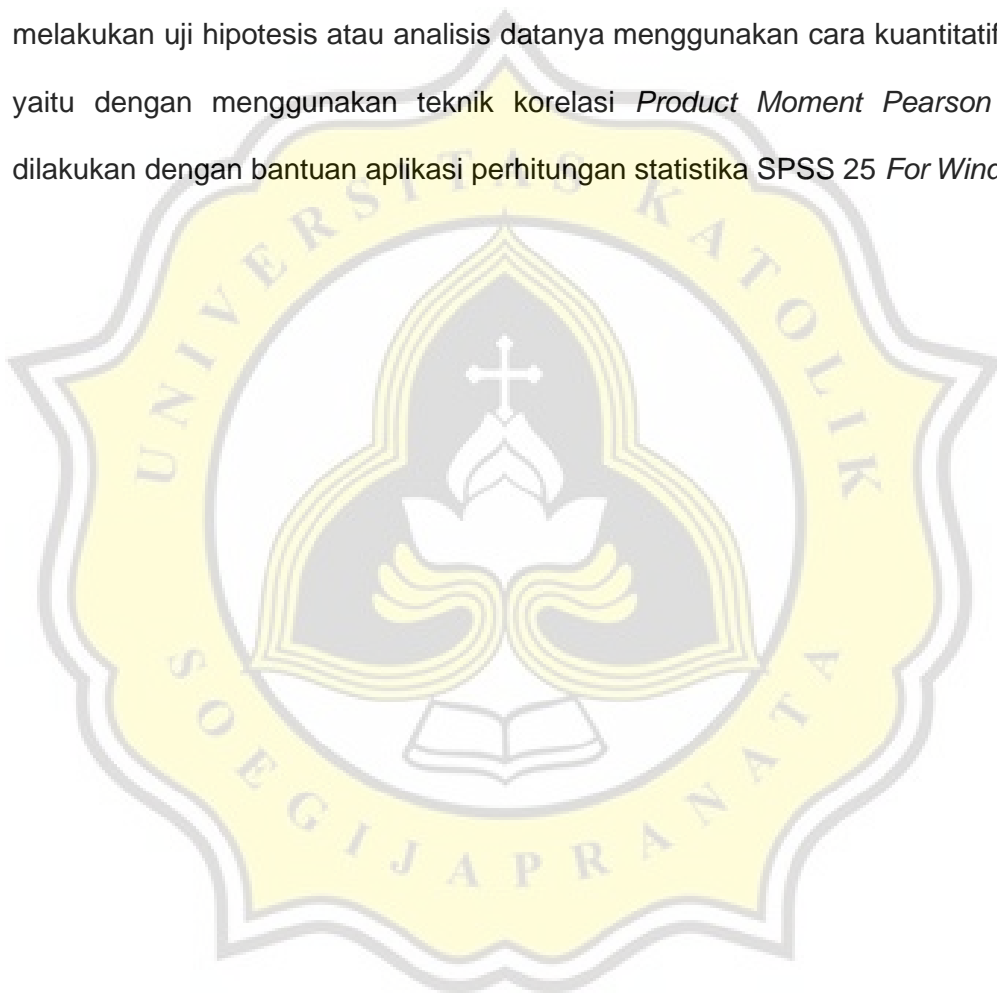 melakukan uji hipotesis atau analisis datanya menggunakan cara kuantitatif
yaitu dengan menggunakan teknik korelasi Product Moment Pearson
dilakukan dengan bantuan aplikasi perhitungan statistika SPSS 25 For Wind
UNIVERSITAS KATOLIK
SOEGIJAPRANATA